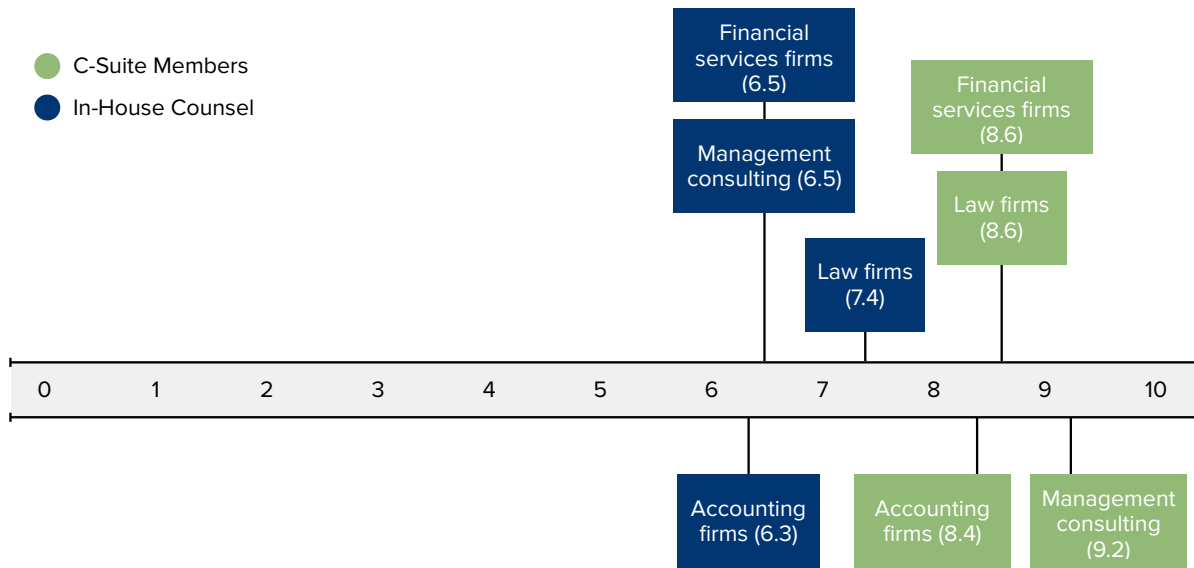 C-Suite Members
In-House Counsel
Financial
services firms
(6.5)
Management
consulting (6.5)
Law firms
(7.4)
Financial
services firms
(8.6)
Law firms
(8.6)
0 1 2 3 4 5 6 7 8 9 10
Accounting
firms (6.3)
Accounting
firms (8.4)
Management
consulting
(9.2)